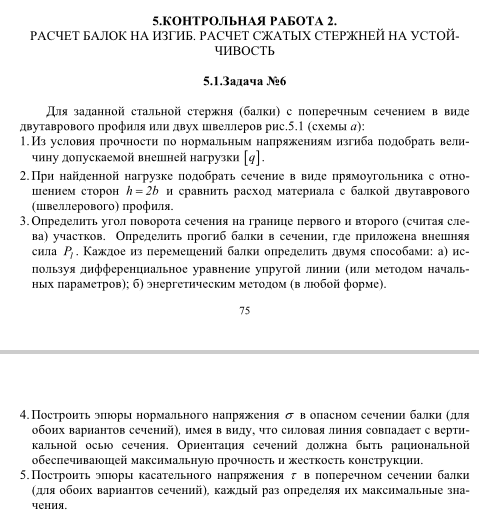 5.КОНТРОЛЬНАЯ РАБОТА 2.
РАСЧЕТ БАЛОК НА ИЗГИБ. РАСЧЕТ СЖАТЫХ СТЕРЖНЕЙ НА УСТОЙ-
ЧИВОСТЬ
5.1.Задача №6
Для заданной стальной стержня (балки) с поперечным сечением в виде
двутаврового профиля или двух швеллеров рис.5.1 (схемы а):
1. Из условия прочности по нормальным напряжениям изгиба подобрать вели-
чину допускаемой внешней нагрузки [q].
2. При найденной нагрузке подобрать сечение в виде прямоугольника с отно-
шением сторон h = 2b и сравнить расход материала с балкой двутаврового
(швеллерового) профиля.
3. Определить угол поворота сечения на границе первого и второго (считая сле-
ва) участков. Определить прогиб балки в сечении, где приложена внешняя
сила P₁. Каждое из перемещений балки определить двумя способами: а) ис-
пользуя дифференциальное уравнение упругой линии (или методом началь-
ных параметров); б) энергетическим методом (в любой форме).
75
4. Построить эпюры нормального напряжения σ в опасном сечении балки (для
обоих вариантов сечений), имея в виду, что силовая линия совпадает с верти-
кальной осью сечения. Ориентация сечений должна быть рациональной
обеспечивающей максимальную прочность и жесткость конструкции.
5. Построить эпюры касательного напряжения τ в поперечном сечении балки
(для обоих вариантов сечений), каждый раз определяя их максимальные зна-
чения.